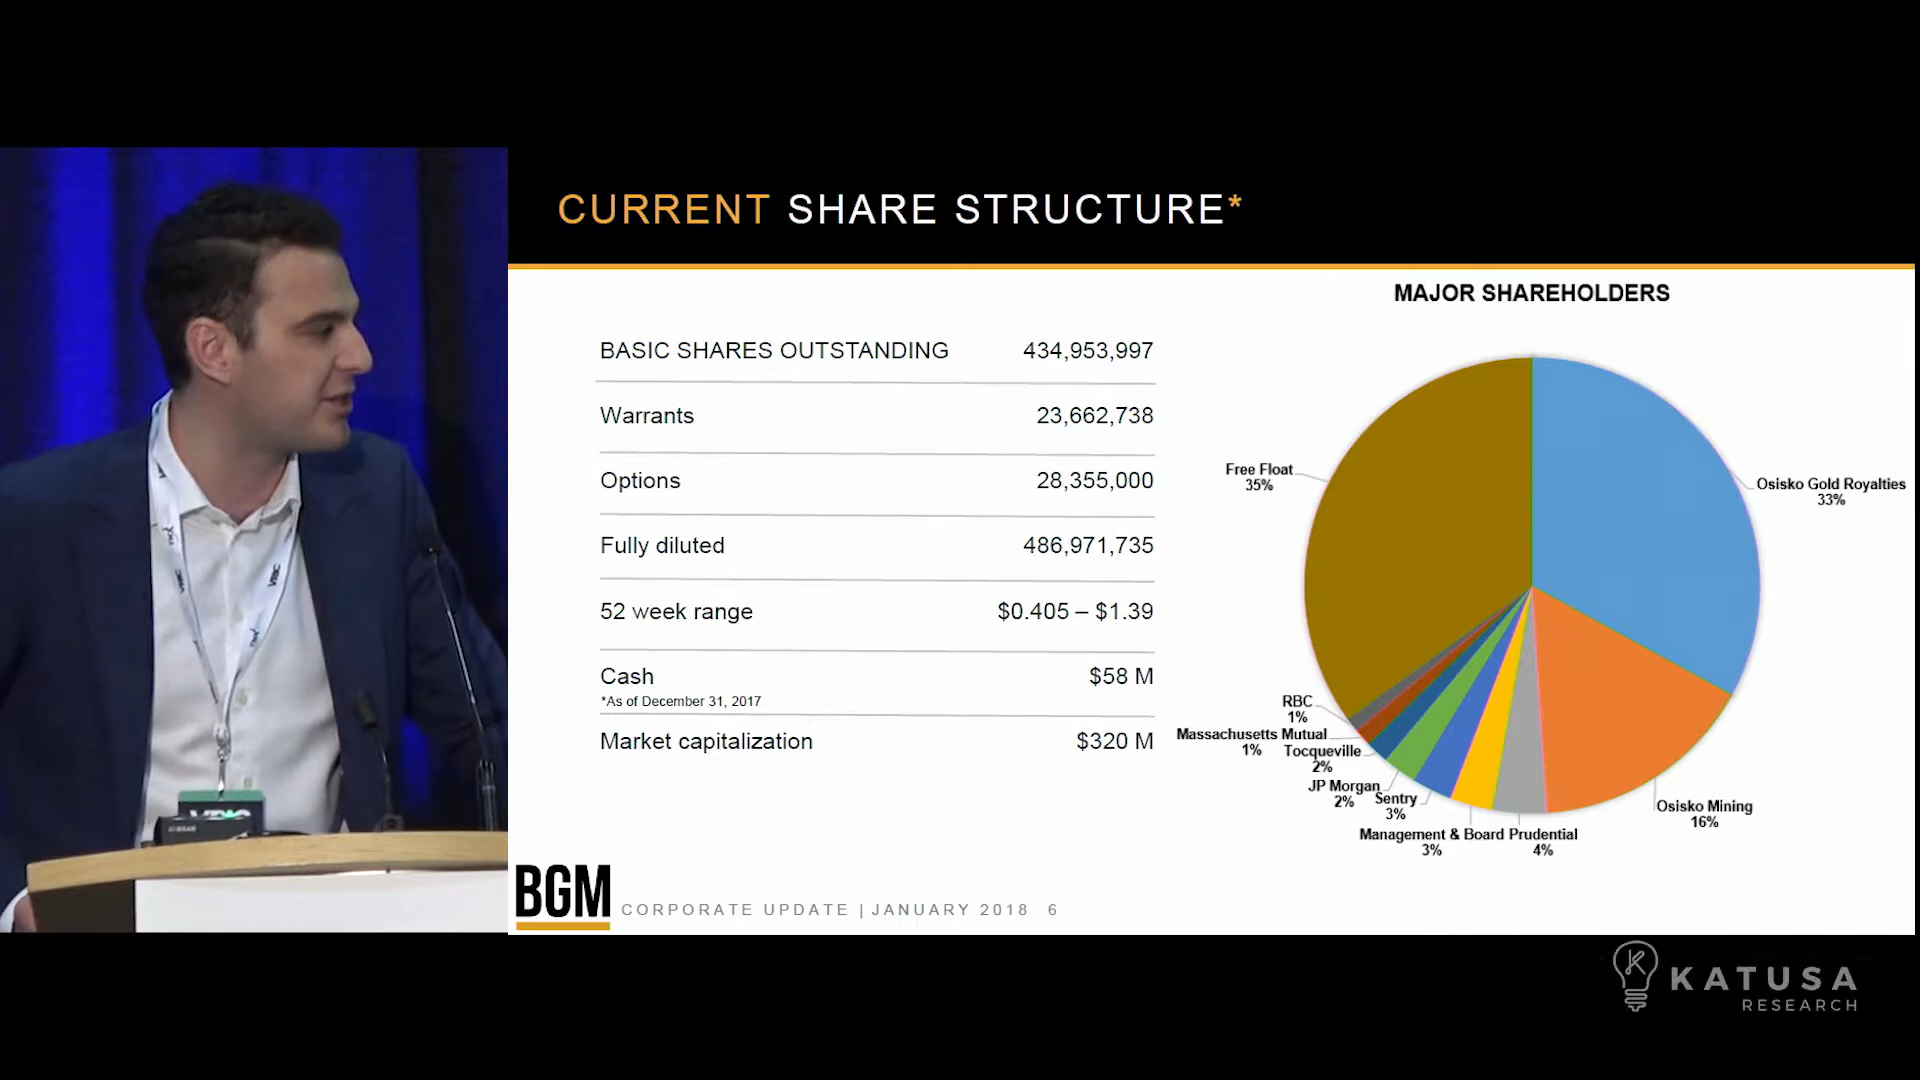 CURRENT SHARE STRUCTURE*
BASIC SHARES OUTSTANDING 434,953,997
Warrants 23,662,738
Options 28,355,000
Fully diluted 486,971,735
52 week range $0.405 – $1.39
Cash $58 M
*As of December 31, 2017
Market capitalization $320 M
MAJOR SHAREHOLDERS
Free Float
35%
Osisko Gold Royalties
33%
RBC
1%
Massachusetts Mutual
1%
Tocqueville
2%
JP Morgan
2%
Sentry
3%
Management & Board
3%
Prudential
4%
Osisko Mining
16%
BGM
CORPORATE UPDATE | JANUARY 2018 6
KATUSA
RESEARCH
VRIC
VRIC